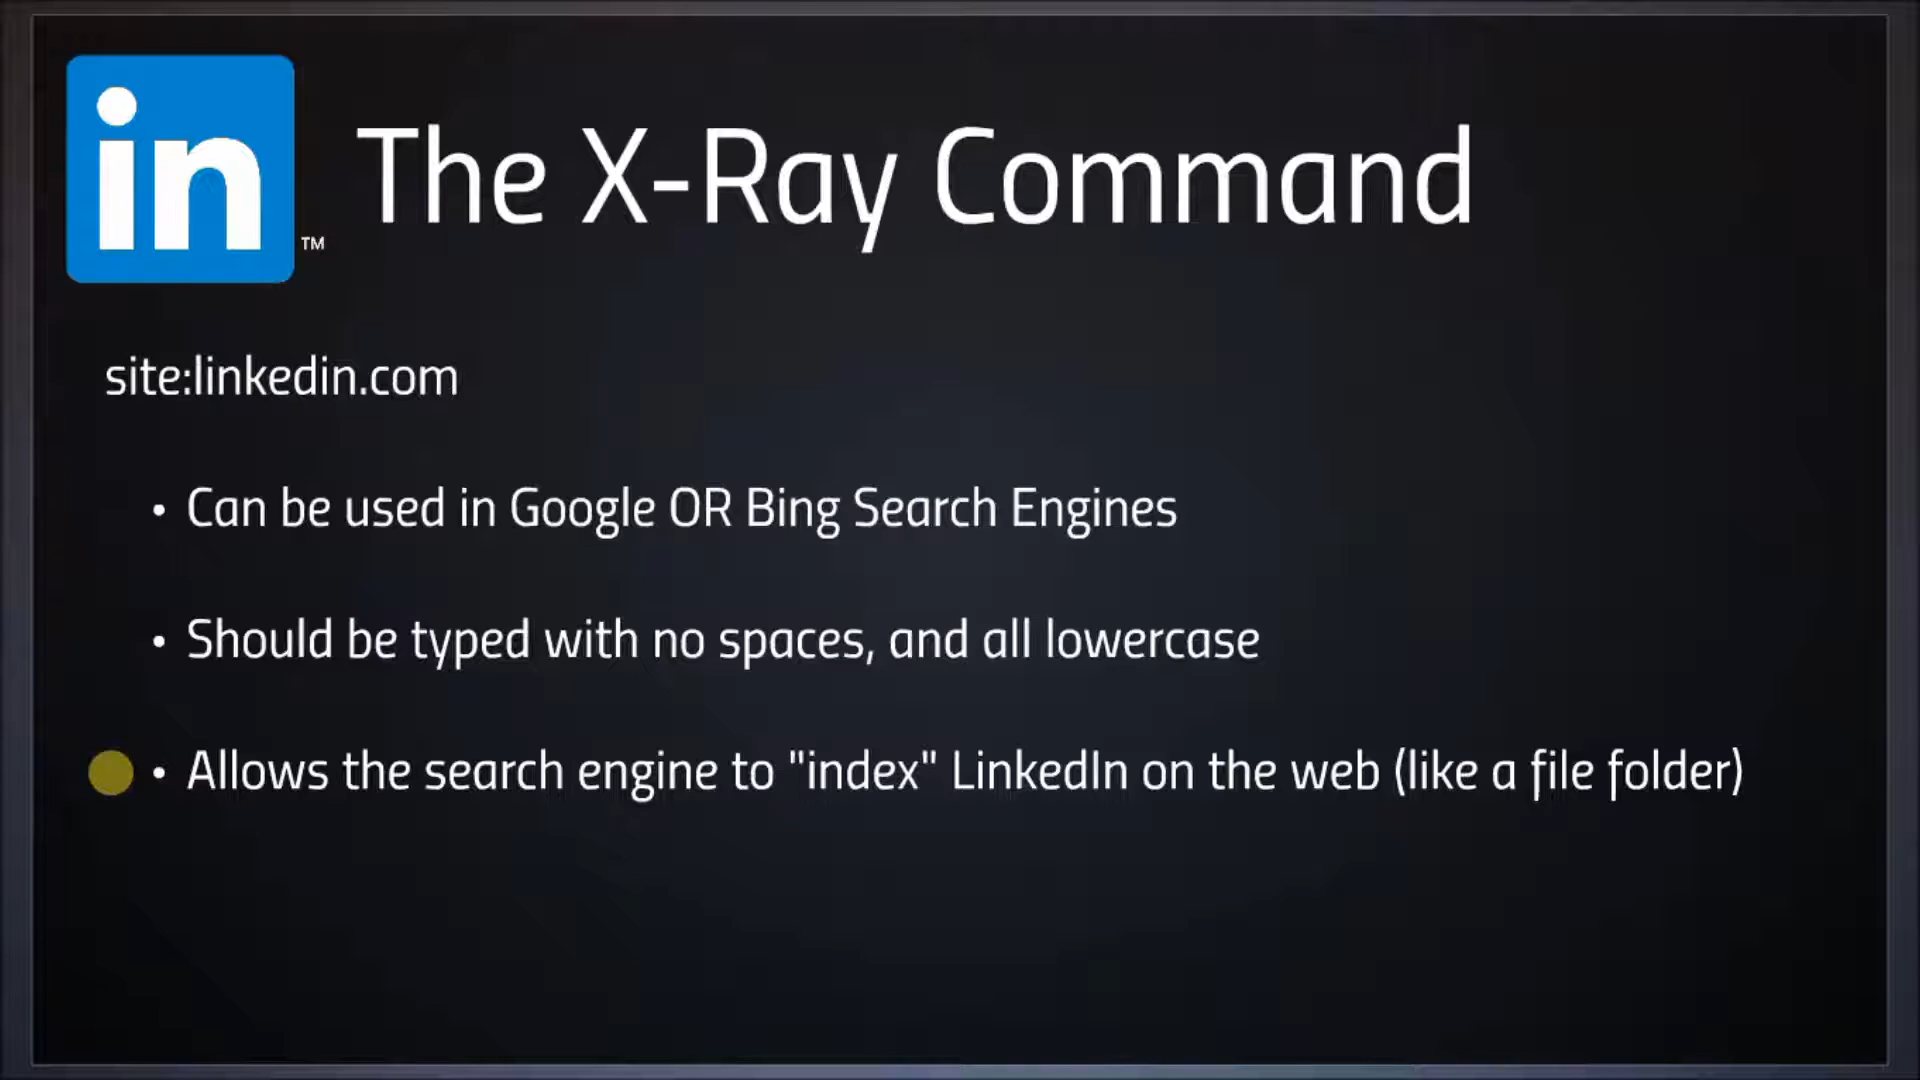 in ™
The X-Ray Command
site:linkedin.com
• Can be used in Google OR Bing Search Engines
• Should be typed with no spaces, and all lowercase
• Allows the search engine to "index" LinkedIn on the web (like a file folder)